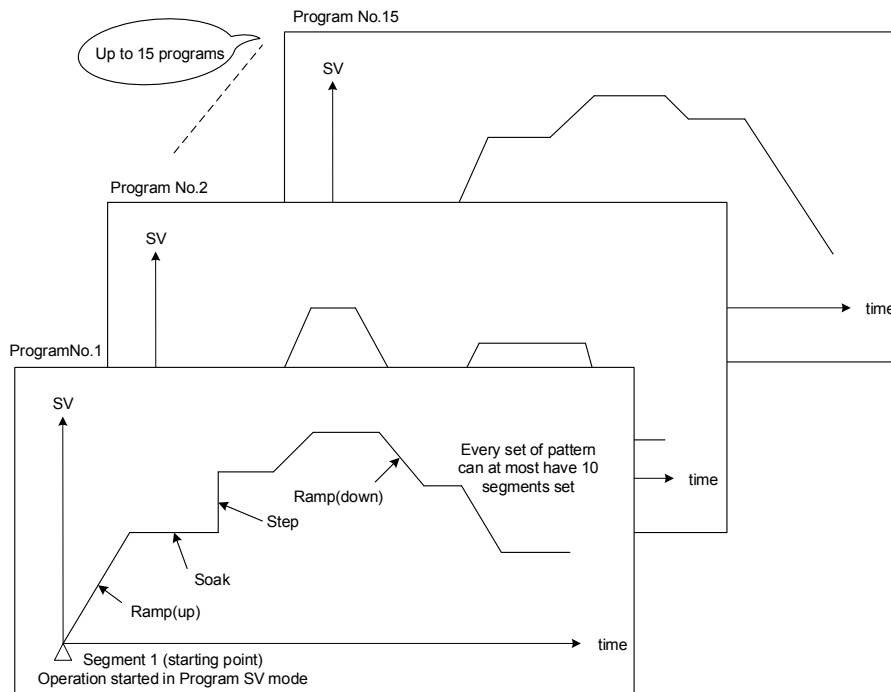 Program No.15
Up to 15 programs
SV
time
Program No.2
SV
time
ProgramNo.1
SV
Every set of pattern
can at most have 10
segments set
Ramp(down)
Step
Soak
Ramp(up)
time
Segment 1 (starting point)
Operation started in Program SV mode